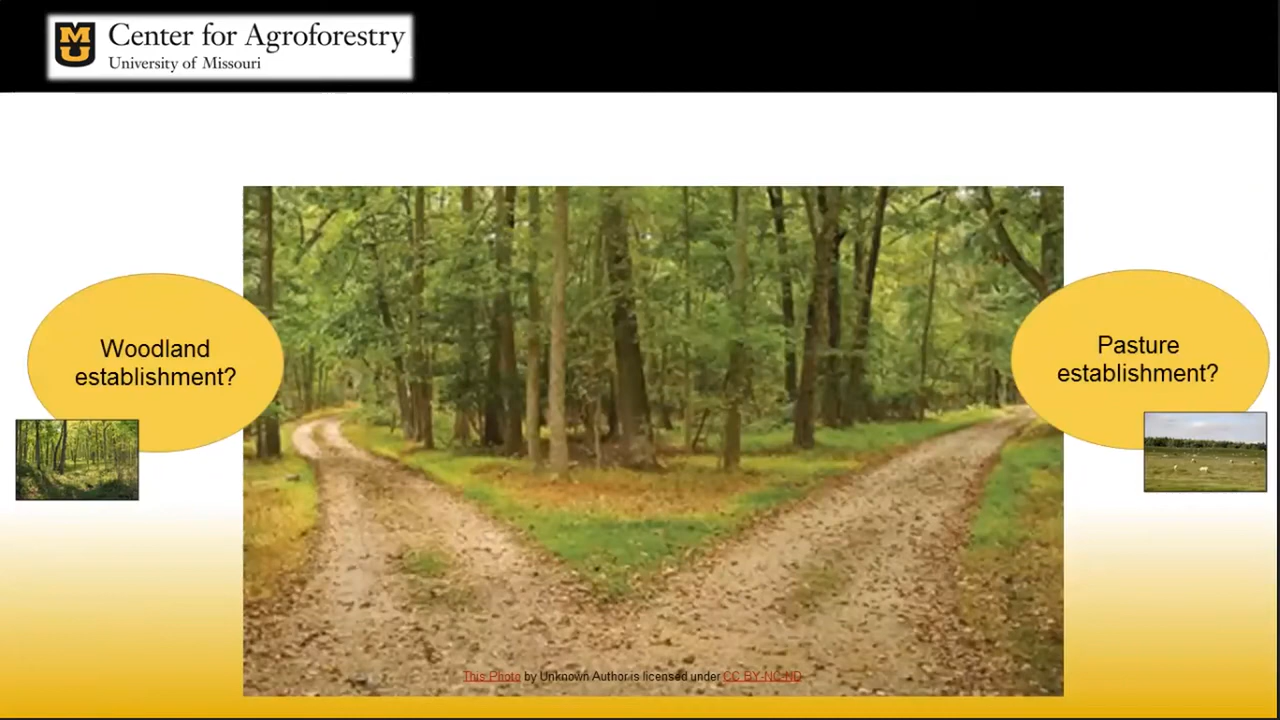 Center for Agroforestry
University of Missouri
Woodland
establishment?
Pasture
establishment?
This Photo by Unknown Author is licensed under CC BY-NC-ND